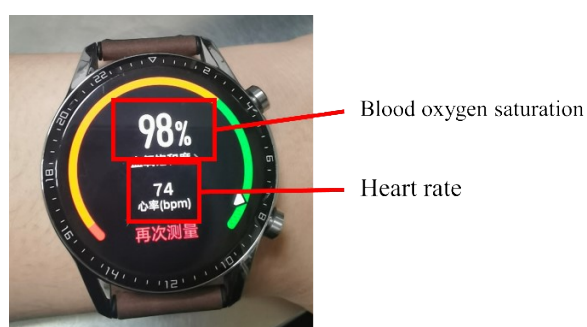 98%
Blood oxygen saturation
74
心率(bpm)
Heart rate
再次测量